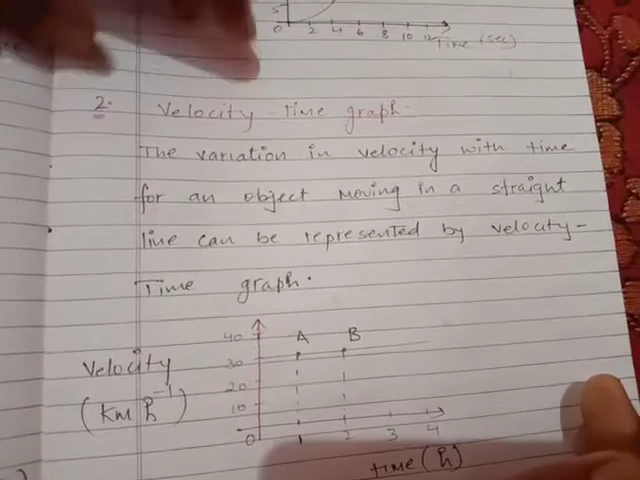 5
0 2 4 6 8 10 12 Time (sec)
2. Velocity - Time graph.
The variation in velocity with time
for an object moving in a straight
line can be represented by velocity-
Time graph.
40 A B
Velocity 30
20
(Km h⁻¹) 10
0 1 2 3 4
time (h)